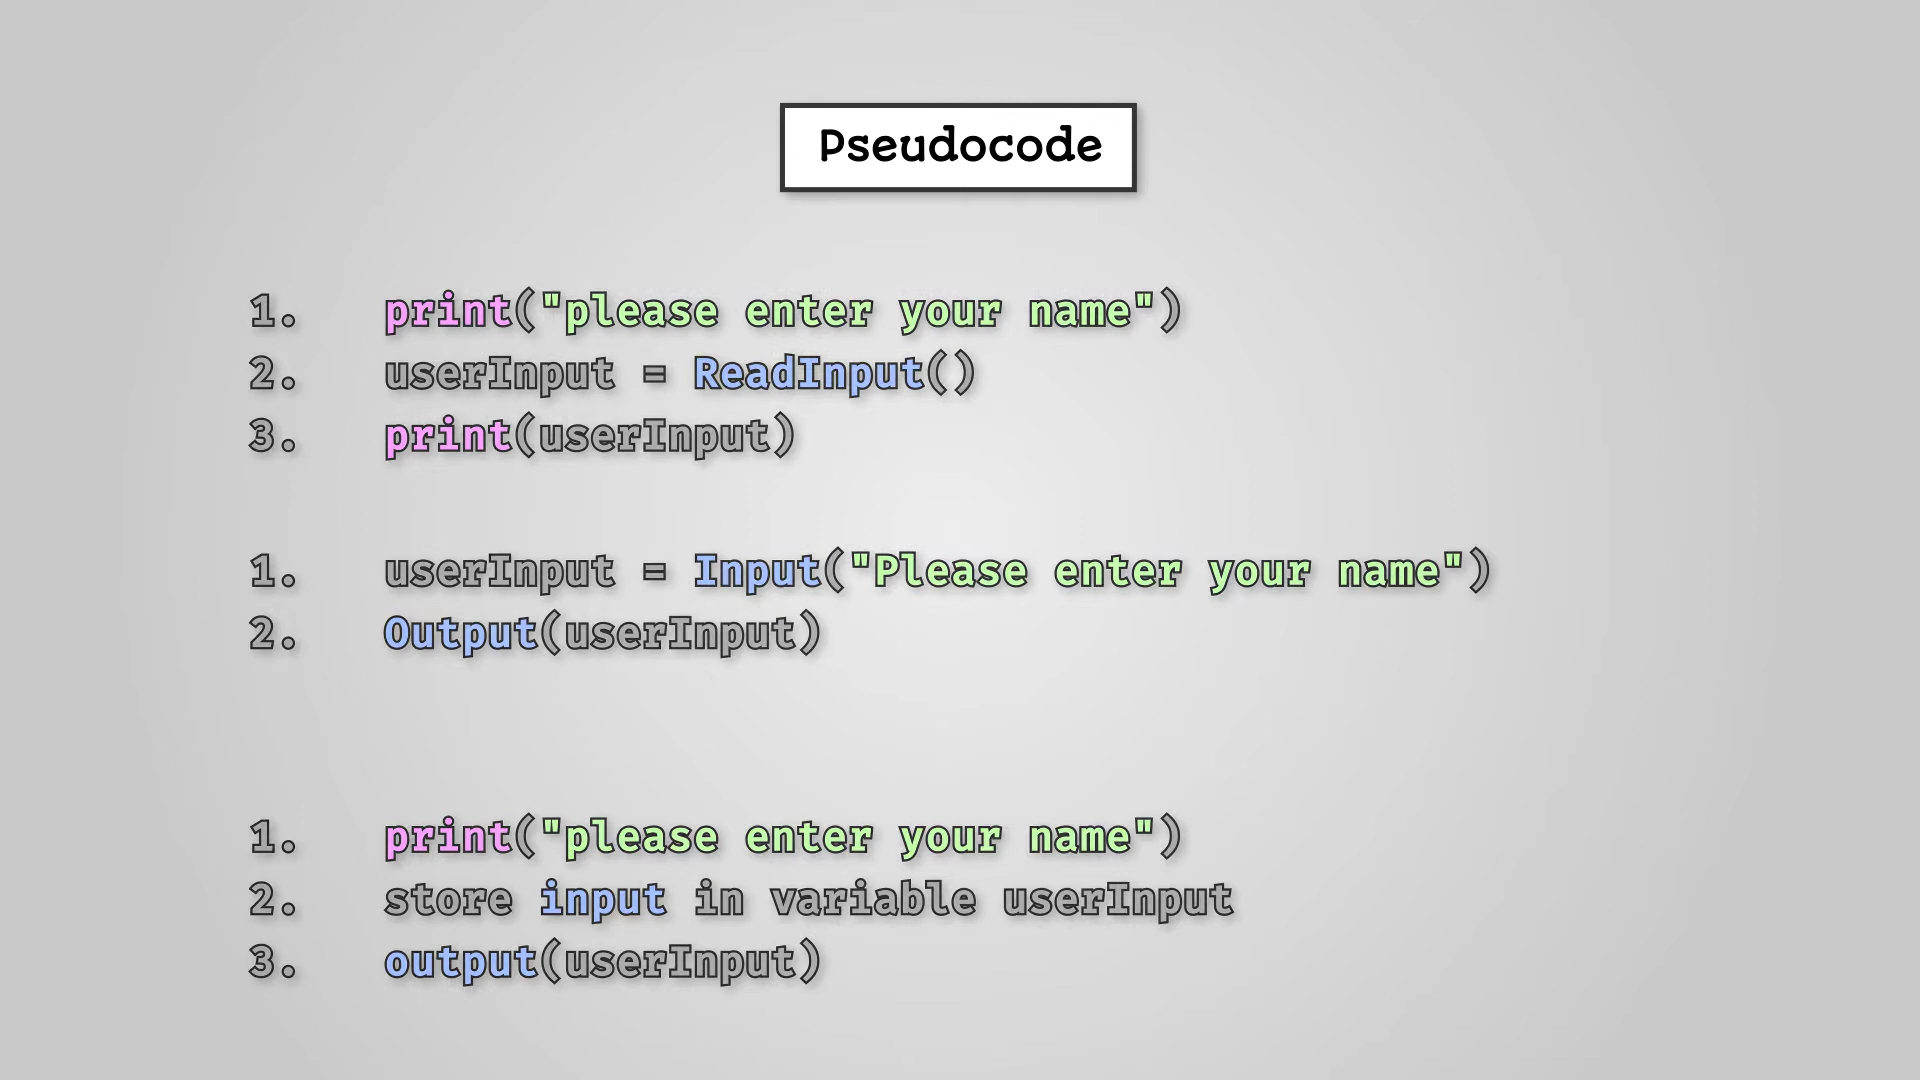 Pseudocode
1. print("please enter your name")
2. userInput = ReadInput()
3. print(userInput)
1. userInput = Input("Please enter your name")
2. Output(userInput)
1. print("please enter your name")
2. store input in variable userInput
3. output(userInput)